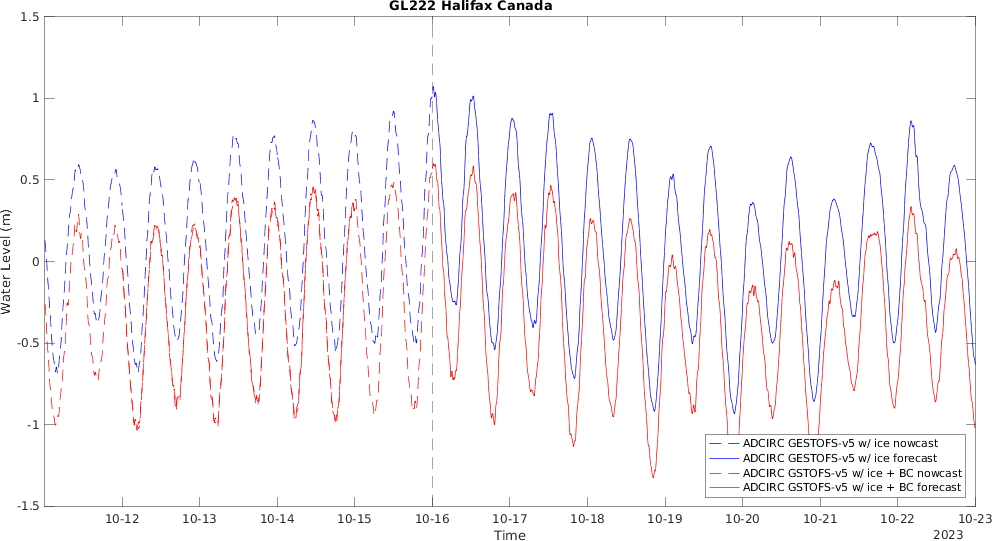 GL222 Halifax Canada
1.5
1
0.5
0
-0.5
-1
-1.5
Water Level (m)
ADCIRC GESTOFS-v5 w/ ice nowcast
ADCIRC GESTOFS-v5 w/ ice forecast
ADCIRC GSTOFS-v5 w/ ice + BC nowcast
ADCIRC GSTOFS-v5 w/ ice + BC forecast
10-12 10-13 10-14 10-15 10-16 10-17 10-18 10-19 10-20 10-21 10-22 10-23
Time
2023